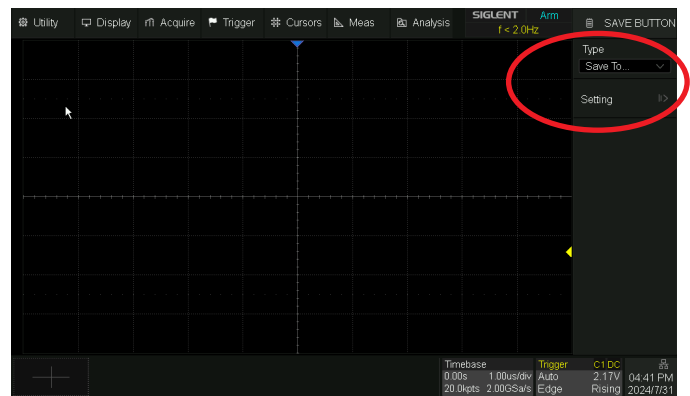 Utility Display Acquire Trigger Cursors Meas Analysis SIGLENT Arm SAVE BUTTON
f < 2.0Hz
Type
Save To...
Setting
Timebase Trigger C1 DC
0.00s 1.00us/div Auto 2.17V 04:41 PM
20.0kpts 2.00GSa/s Edge Rising 2024/7/31